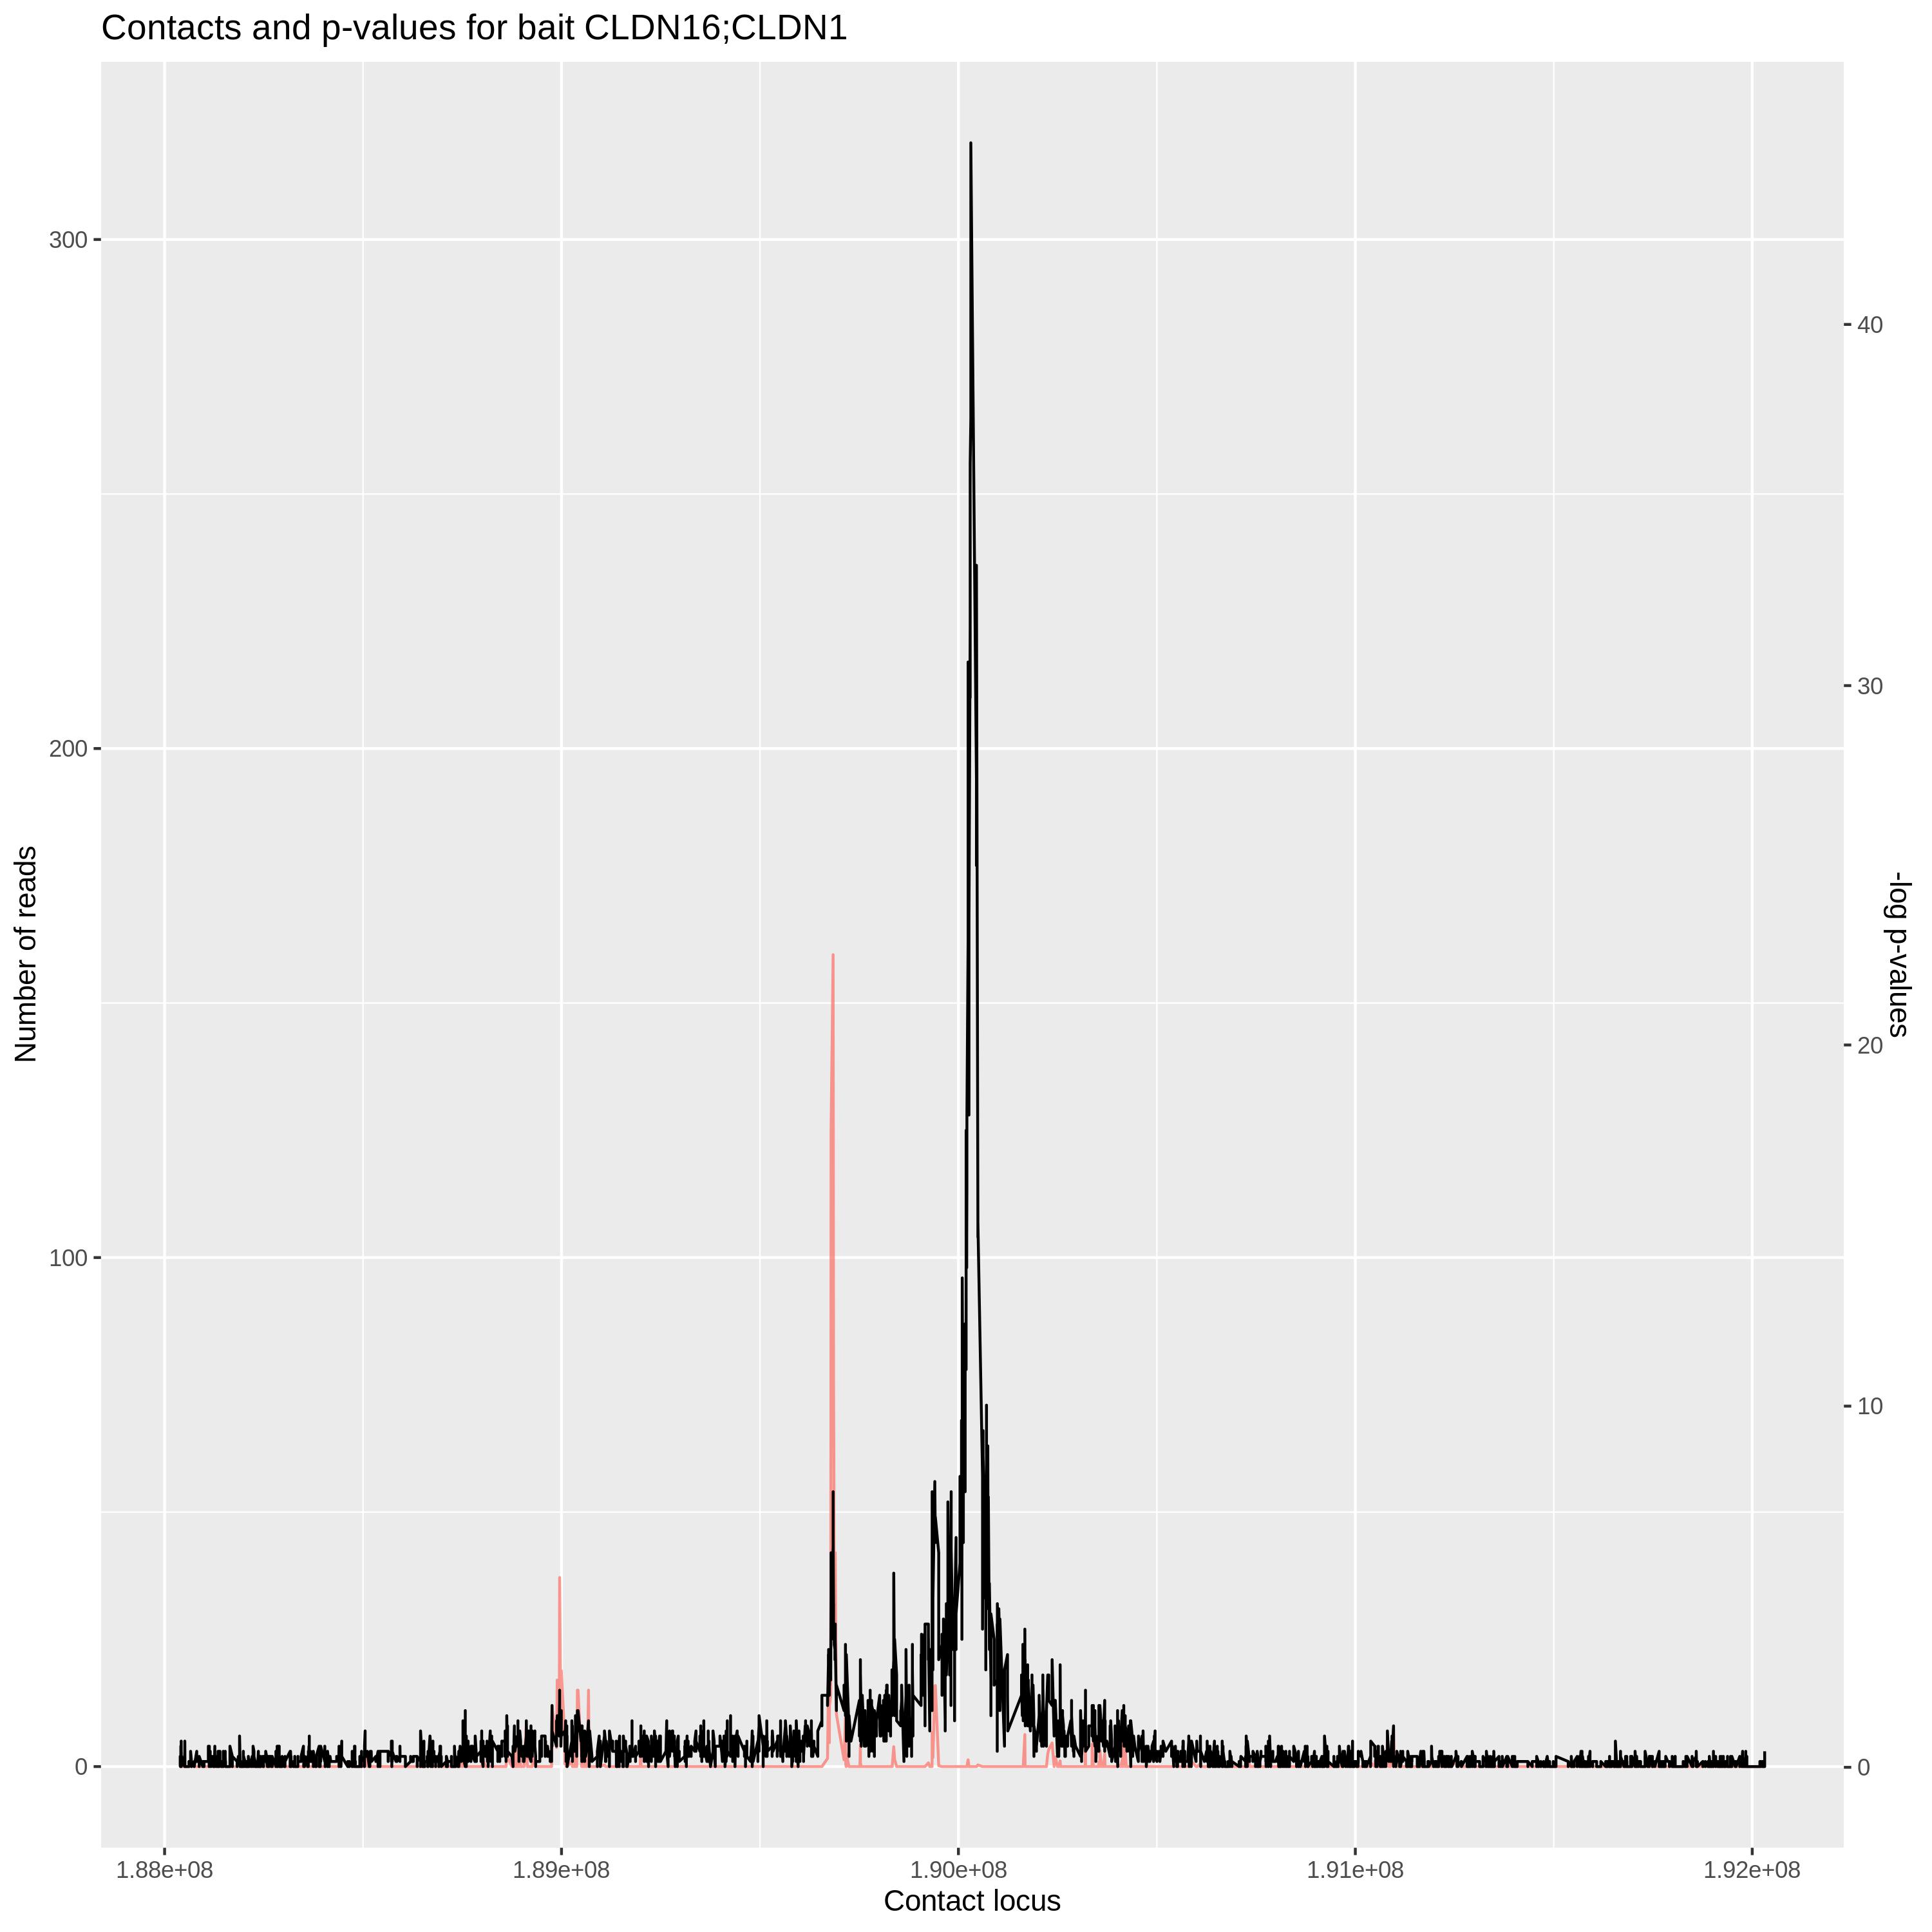 Contacts and p-values for bait CLDN16;CLDN1
300
200
100
0
Number of reads
40
30
20
10
0
-log p-values
1.88e+08 1.89e+08 1.90e+08 1.91e+08 1.92e+08
Contact locus